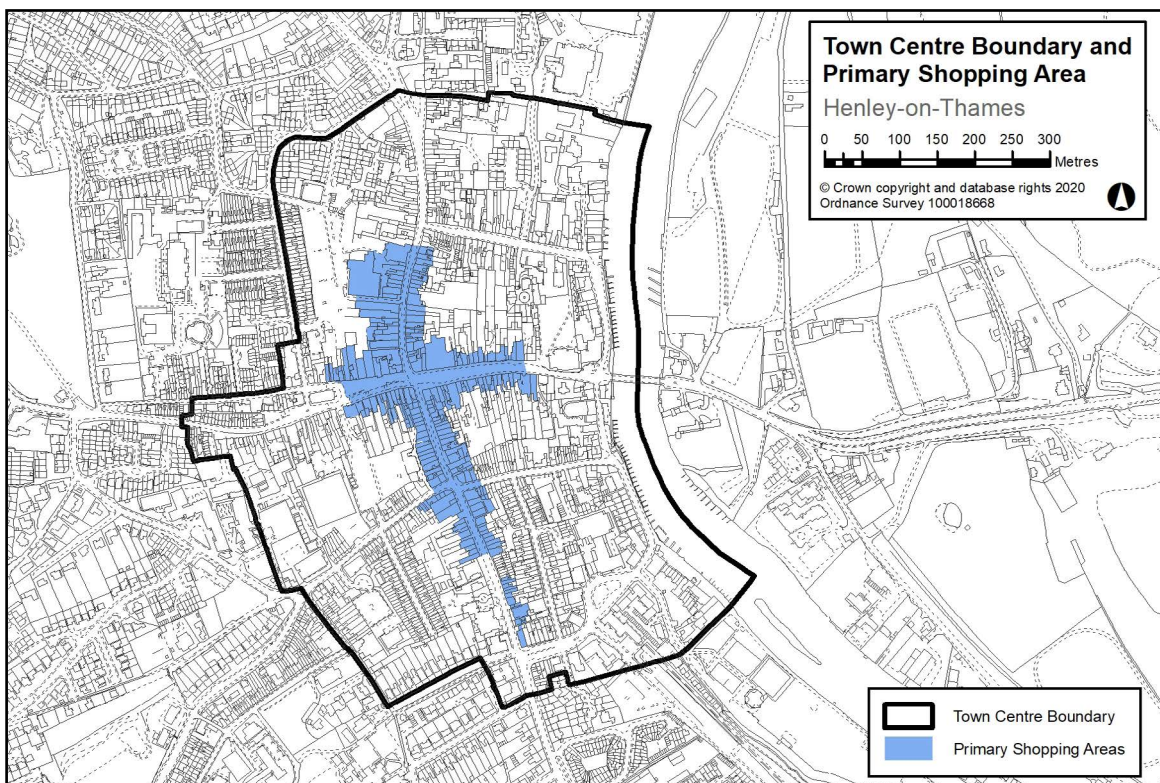 Town Centre Boundary and
Primary Shopping Area
Henley-on-Thames
0 50 100 150 200 250 300
Metres
© Crown copyright and database rights 2020
Ordnance Survey 100018668
Town Centre Boundary
Primary Shopping Areas